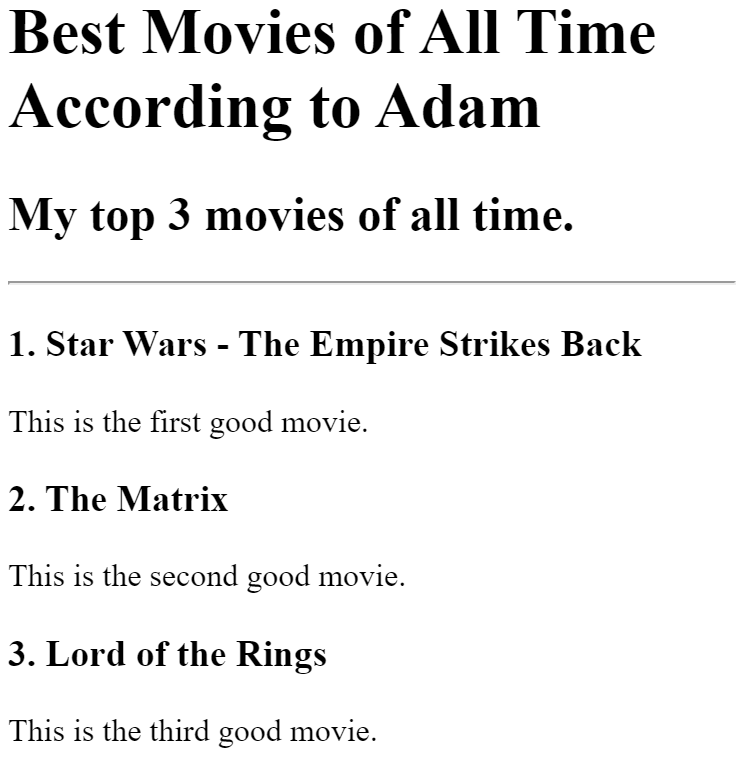 Best Movies of All Time
According to Adam
My top 3 movies of all time.
1. Star Wars - The Empire Strikes Back
This is the first good movie.
2. The Matrix
This is the second good movie.
3. Lord of the Rings
This is the third good movie.